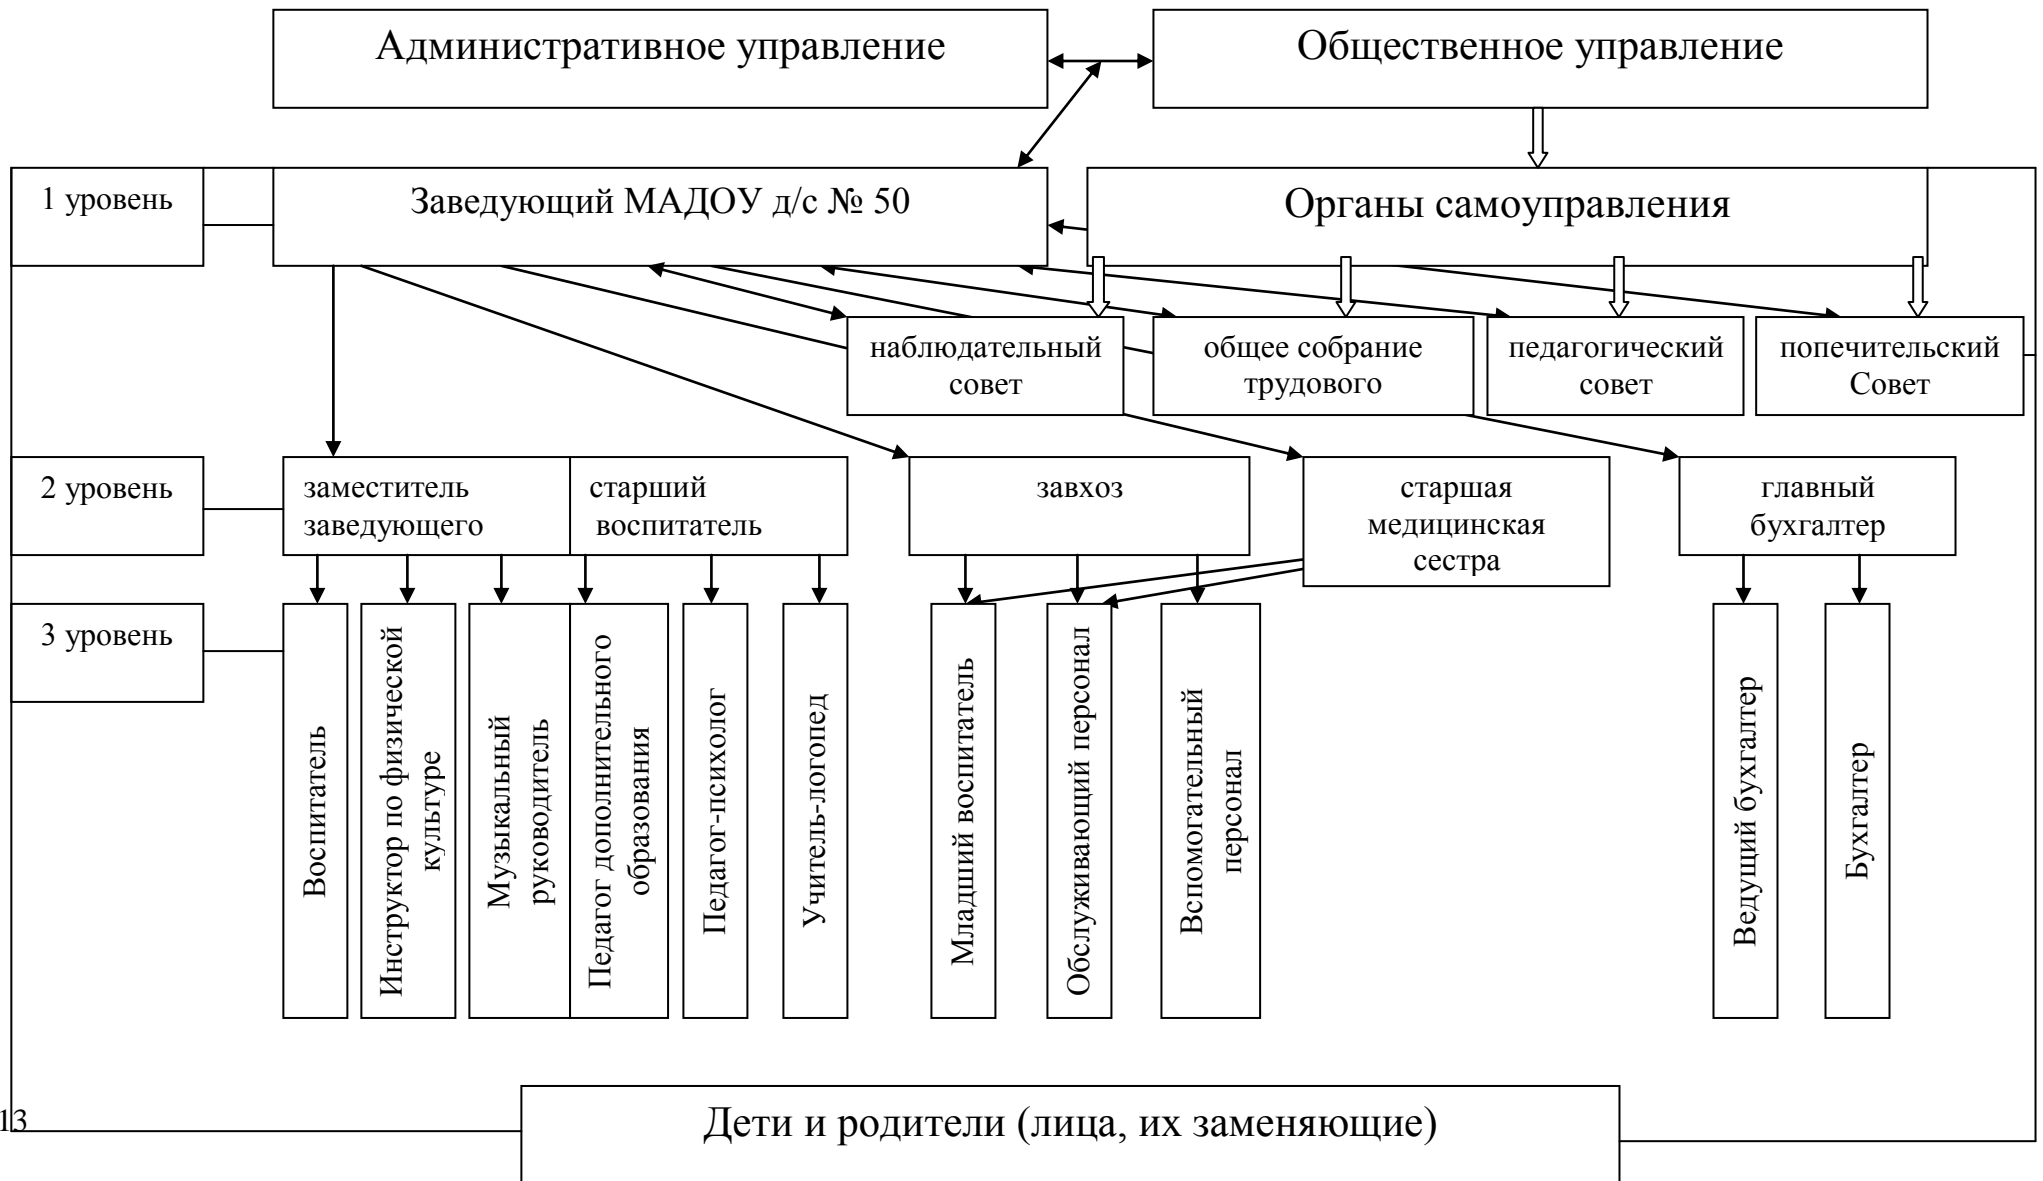 Административное управление
Общественное управление
1 уровень
Заведующий МАДОУ д/с № 50
Органы самоуправления
наблюдательный
совет
общее собрание
трудового
педагогический
совет
попечительский
Совет
2 уровень
заместитель
заведующего
старший
воспитатель
завхоз
старшая
медицинская
сестра
главный
бухгалтер
3 уровень
Воспитатель
Инструктор по физической
культуре
Музыкальный
руководитель
Педагог дополнительного
образования
Педагог-психолог
Учитель-логопед
Младший воспитатель
Обслуживающий персонал
Вспомогательный
персонал
Ведущий бухгалтер
Бухгалтер
13
Дети и родители (лица, их заменяющие)